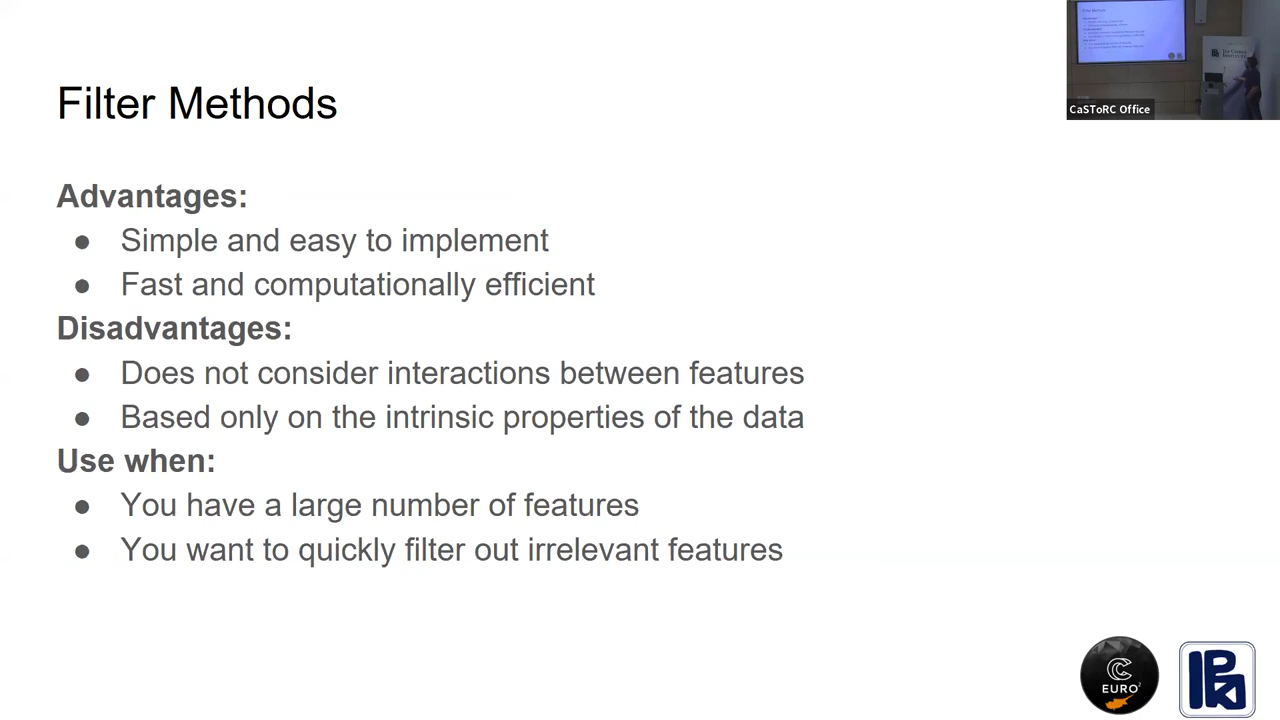 Filter Methods
Advantages:
● Simple and easy to implement
● Fast and computationally efficient
Disadvantages:
● Does not consider interactions between features
● Based only on the intrinsic properties of the data
Use when:
● You have a large number of features
● You want to quickly filter out irrelevant features
CaSToRC Office
EURO²